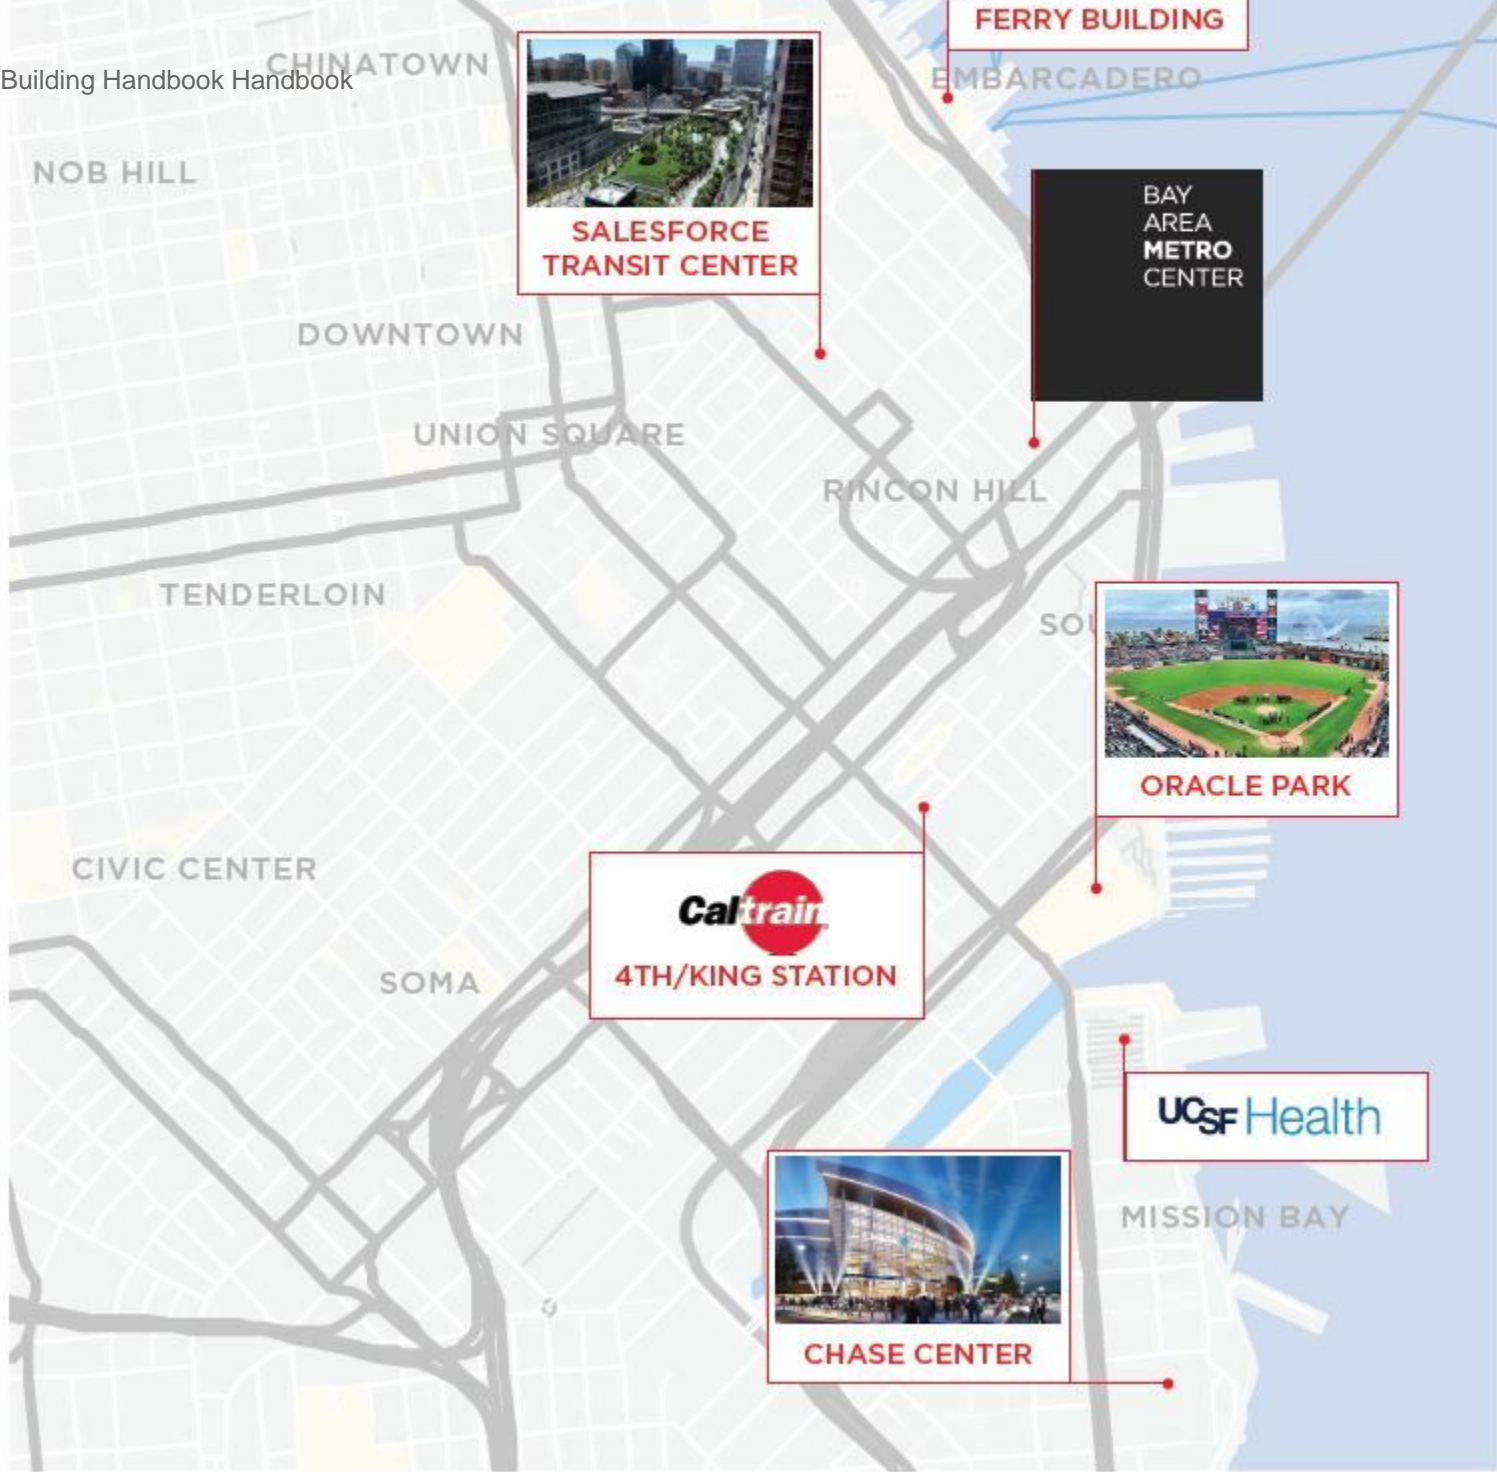 FERRY BUILDING
CHINATOWN
Building Handbook Handbook
EMBARCADERO
NOB HILL
BAY
AREA
METRO
CENTER
SALESFORCE
TRANSIT CENTER
DOWNTOWN
UNION SQUARE
RINCON HILL
TENDERLOIN
SOU
ORACLE PARK
CIVIC CENTER
Caltrain
4TH/KING STATION
SOMA
UCSF Health
MISSION BAY
CHASE CENTER